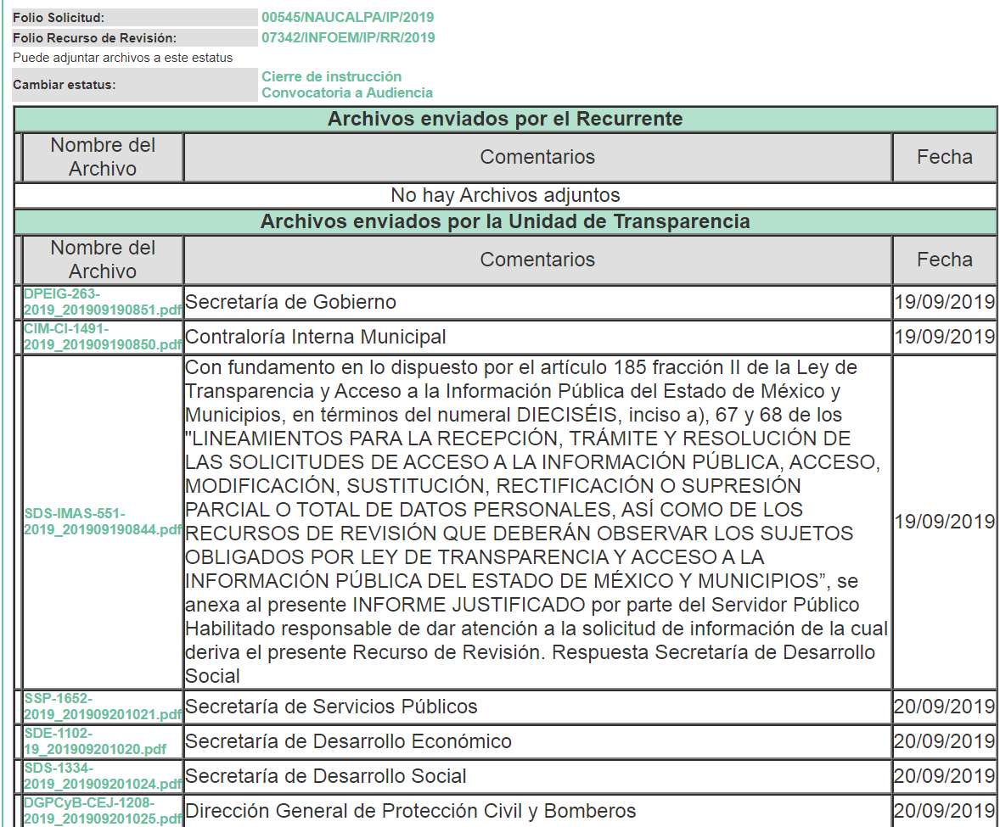 Folio Solicitud: 00545/NAUCALPA/IP/2019
Folio Recurso de Revisión: 07342/INFOEM/IP/RR/2019
Puede adjuntar archivos a este estatus
Cambiar estatus: Cierre de instrucción
Convocatoria a Audiencia
Archivos enviados por el Recurrente
Nombre del
Archivo
Comentarios
Fecha
No hay Archivos adjuntos
Archivos enviados por la Unidad de Transparencia
Nombre del
Archivo
Comentarios
Fecha
DPEIG-263-
2019_201909190851.pdf
Secretaría de Gobierno
19/09/2019
CIM-CI-1491-
2019_201909190850.pdf
Contraloría Interna Municipal
19/09/2019
SDS-IMAS-551-
2019_201909190844.pdf
Con fundamento en lo dispuesto por el artículo 185 fracción II de la Ley de
Transparencia y Acceso a la Información Pública del Estado de México y
Municipios, en términos del numeral DIECISÉIS, inciso a), 67 y 68 de los
"LINEAMIENTOS PARA LA RECEPCIÓN, TRÁMITE Y RESOLUCIÓN DE
LAS SOLICITUDES DE ACCESO A LA INFORMACIÓN PÚBLICA, ACCESO,
MODIFICACIÓN, SUSTITUCIÓN, RECTIFICACIÓN O SUPRESIÓN
PARCIAL O TOTAL DE DATOS PERSONALES, ASÍ COMO DE LOS
RECURSOS DE REVISIÓN QUE DEBERÁN OBSERVAR LOS SUJETOS
OBLIGADOS POR LEY DE TRANSPARENCIA Y ACCESO A LA
INFORMACIÓN PÚBLICA DEL ESTADO DE MÉXICO Y MUNICIPIOS”, se
anexa al presente INFORME JUSTIFICADO por parte del Servidor Público
Habilitado responsable de dar atención a la solicitud de información de la cual
deriva el presente Recurso de Revisión. Respuesta Secretaría de Desarrollo
Social
19/09/2019
SSP-1652-
2019_201909201021.pdf
Secretaría de Servicios Públicos
20/09/2019
SDE-1102-
19_201909201020.pdf
Secretaría de Desarrollo Económico
20/09/2019
SDS-1334-
2019_201909201024.pdf
Secretaría de Desarrollo Social
20/09/2019
DGPCyB-CEJ-1208-
2019_201909201025.pdf
Dirección General de Protección Civil y Bomberos
20/09/2019